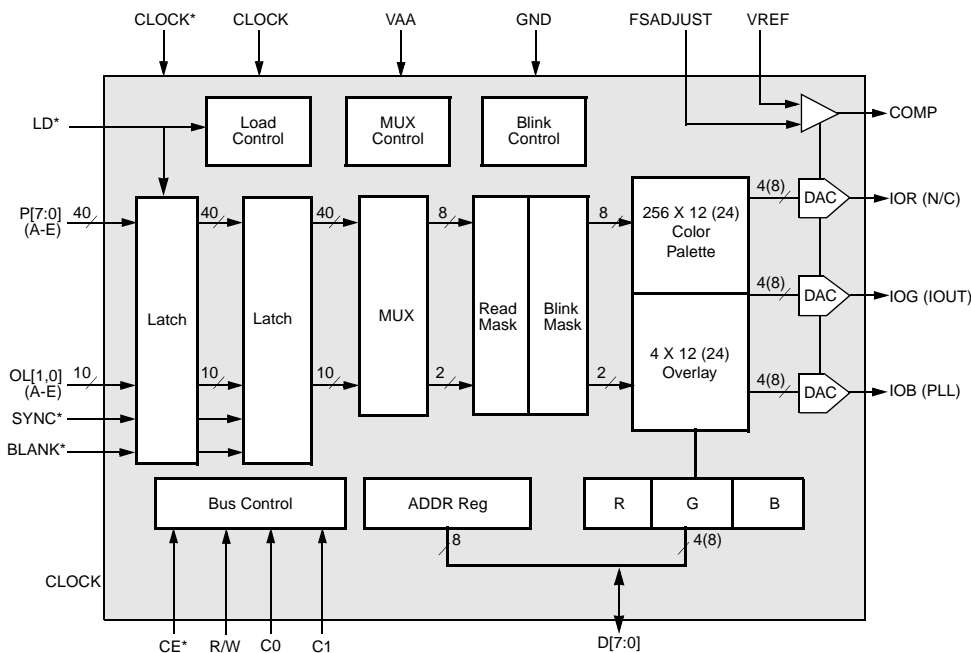 CLOCK* CLOCK VAA GND FSADJUST VREF
LD*
Load
Control
MUX
Control
Blink
Control
COMP
P[7:0]
(A-E)
40
40
40
8
8
4(8)
DAC
IOR (N/C)
256 X 12 (24)
Color
Palette
4(8)
DAC
IOG (IOUT)
Latch
Latch
MUX
Read
Mask
Blink
Mask
4 X 12 (24)
Overlay
OL[1,0]
(A-E)
10
10
10
2
2
4(8)
DAC
IOB (PLL)
SYNC*
BLANK*
Bus Control
ADDR Reg
R G B
8
4(8)
CLOCK
CE* R/W C0 C1
D[7:0]